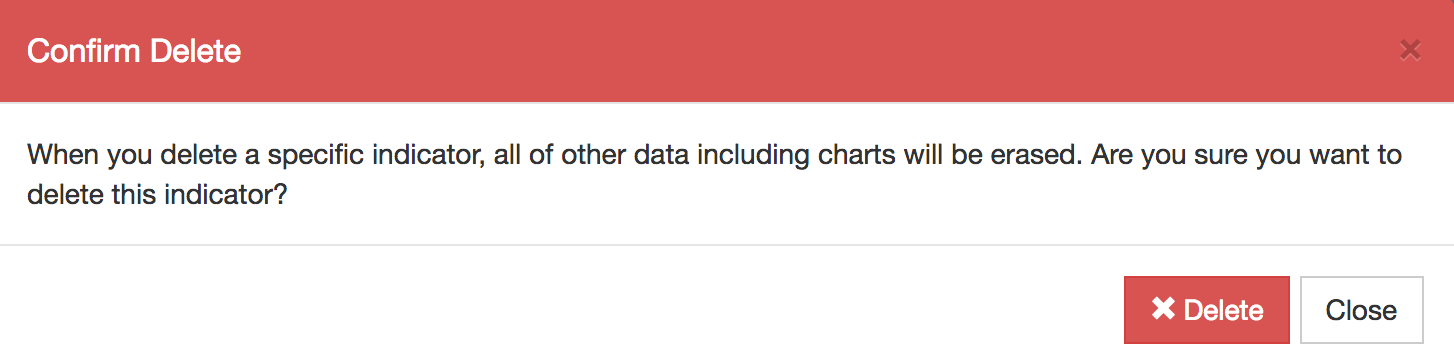 Confirm Delete
When you delete a specific indicator, all of other data including charts will be erased. Are you sure you want to
delete this indicator?
Delete
Close